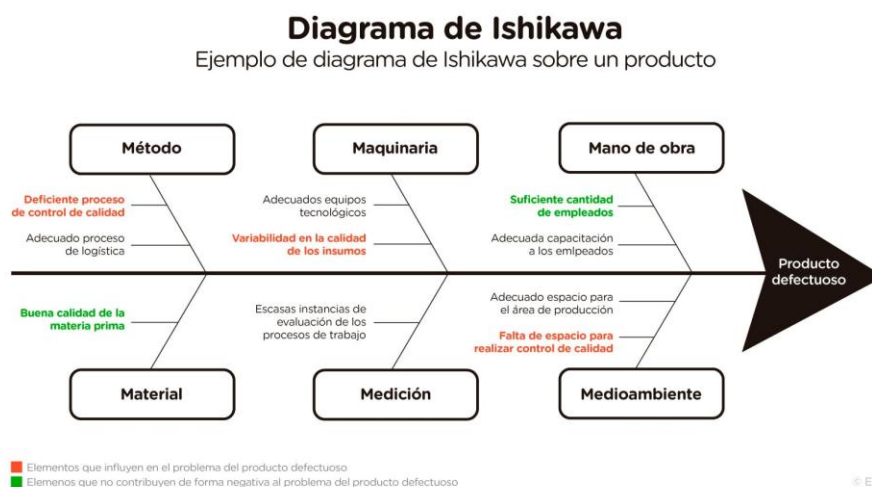 Diagrama de Ishikawa
Ejemplo de diagrama de Ishikawa sobre un producto
Método
Maquinaria
Mano de obra
Deficiente proceso
de control de calidad
Adecuado proceso
de logística
Adecuados equipos
tecnológicos
Variabilidad en la calidad
de los insumos
Suficiente cantidad
de empleados
Adecuada capacitación
a los emlpeados
Producto
defectuoso
Buena calidad de la
materia prima
Escasas instancias de
evaluación de los
procesos de trabajo
Adecuado espacio para
el área de producción
Falta de espacio para
realizar control de calidad
Material
Medición
Medioambiente
Elementos que influyen en el problema del producto defectuoso
Elemenos que no contribuyen de forma negativa al problema del producto defectuoso
© E